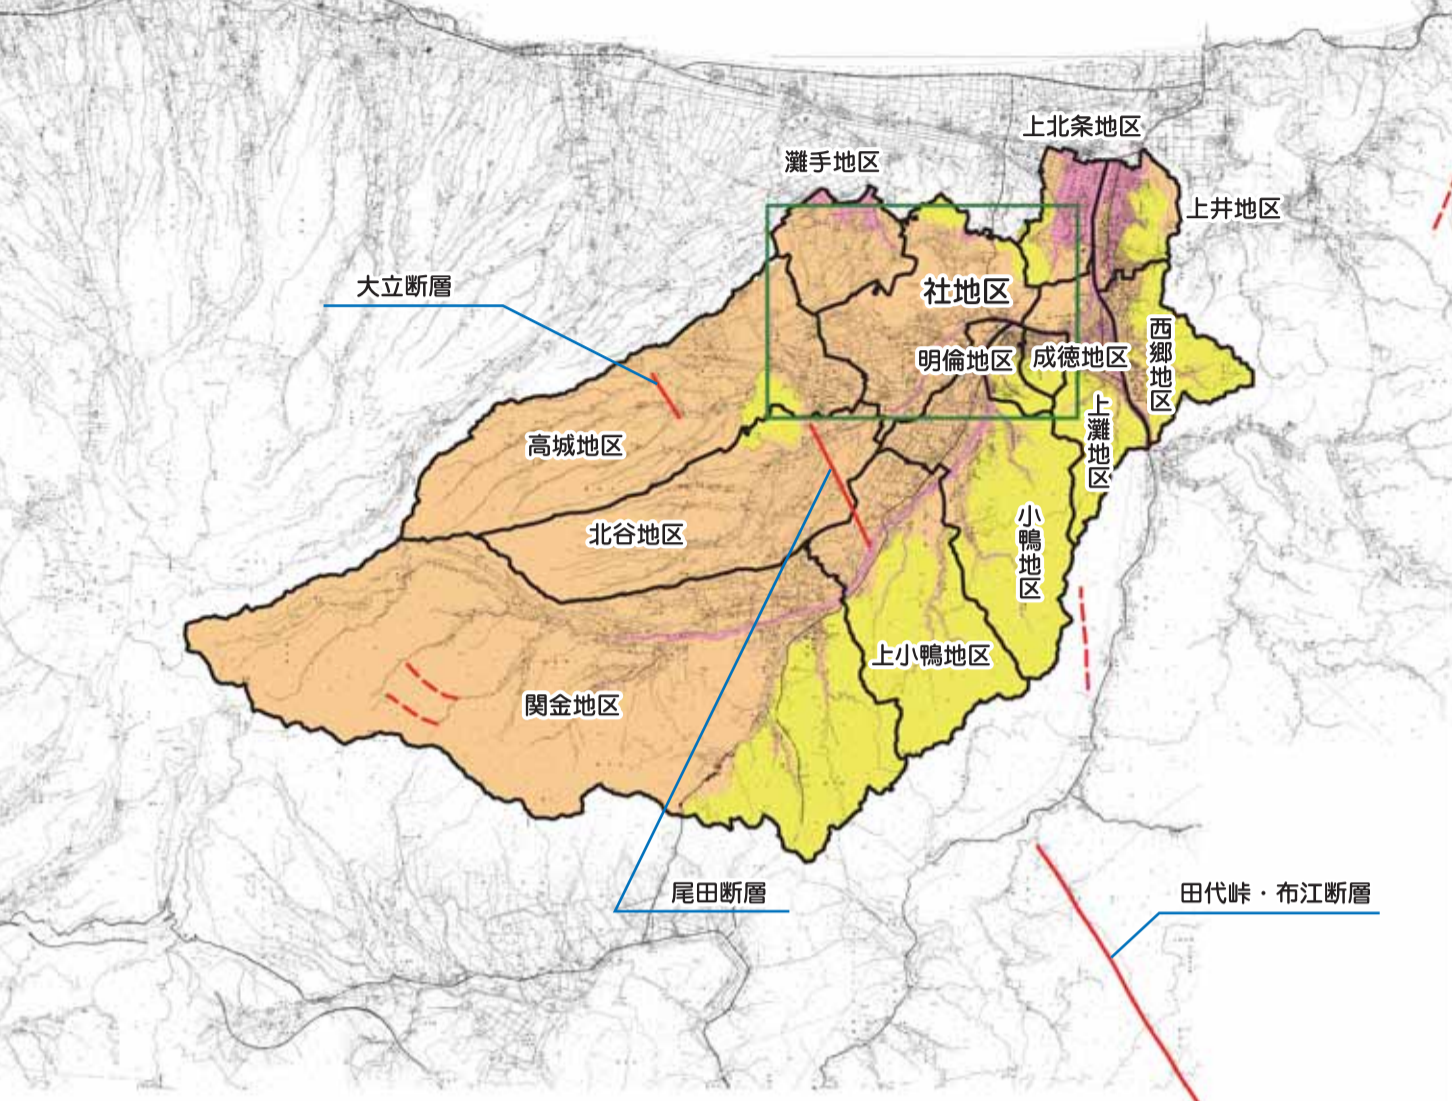 上北条地区
灘手地区
上井地区
大立断層
社地区
西郷地区
明倫地区
成徳地区
上灘地区
高城地区
北谷地区
小鴨地区
上小鴨地区
関金地区
尾田断層
田代峠・布江断層